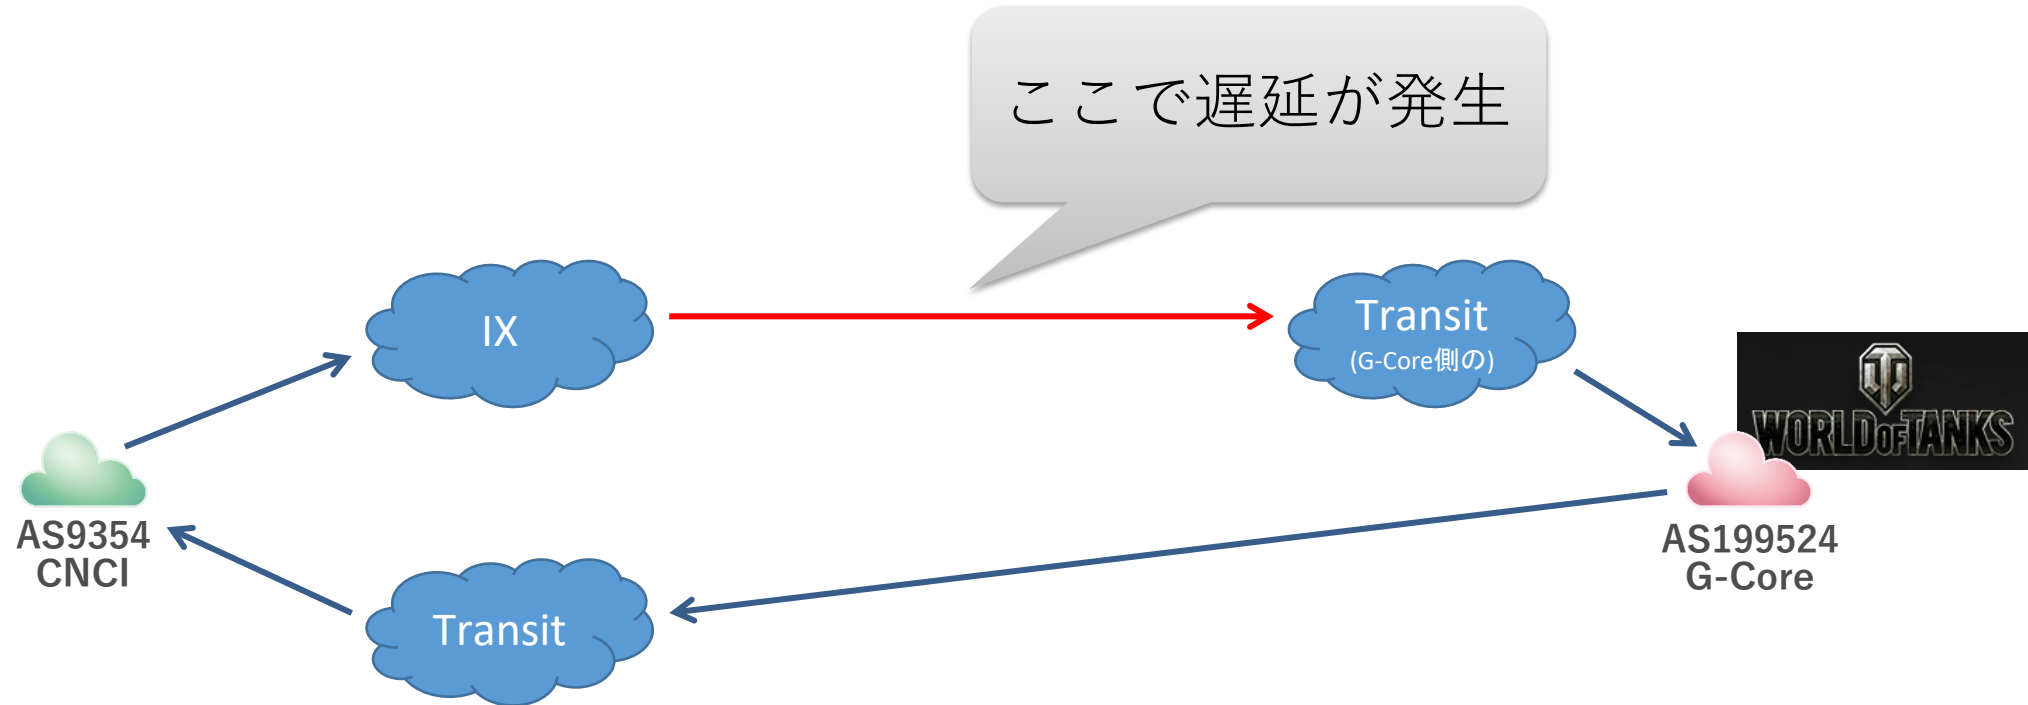 ここで遅延が発生
IX
Transit
(G-Core側の)
WORLD OF TANKS
AS9354
CNCI
AS199524
G-Core
Transit